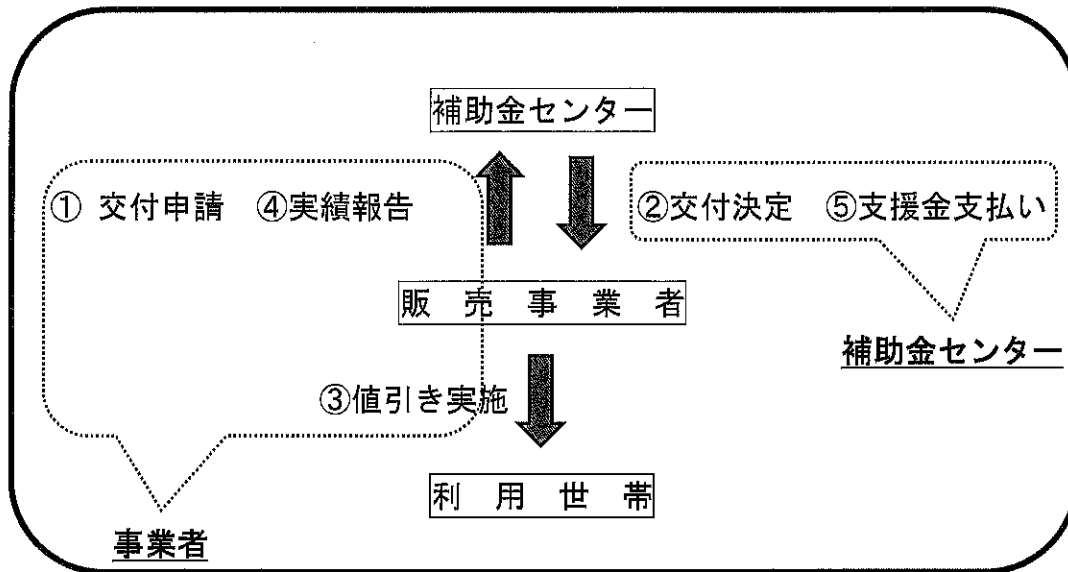 補助金センター
① 交付申請　④実績報告
②交付決定　⑤支援金支払い
販売事業者
補助金センター
③値引き実施
利用世帯
事業者